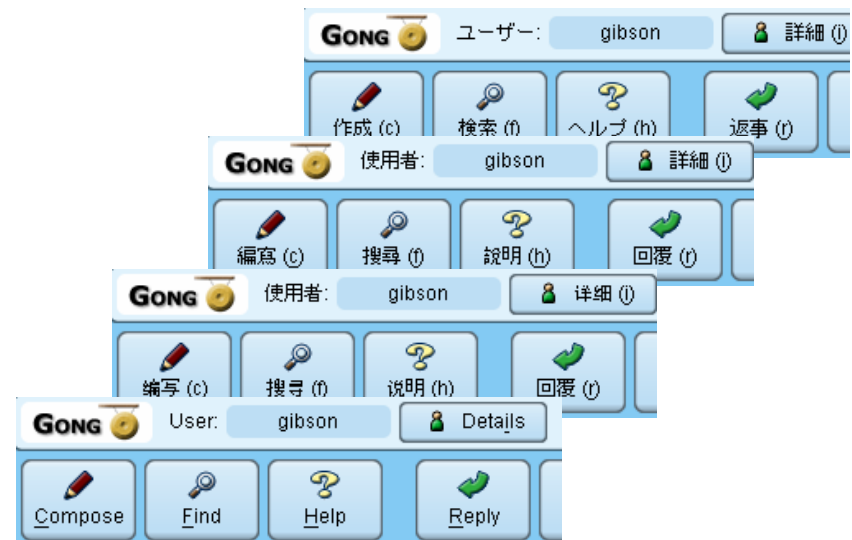 GONG ユーザー: gibson 詳細 (i)
作成 (c) 検索 (f) ヘルプ (h) 返事 (r)
GONG 使用者: gibson 詳細 (i)
編寫 (c) 搜尋 (f) 說明 (h) 回覆 (r)
GONG 使用者: gibson 详细 (i)
编写 (c) 搜寻 (f) 说明 (h) 回覆 (r)
GONG User: gibson Details
Compose Find Help Reply